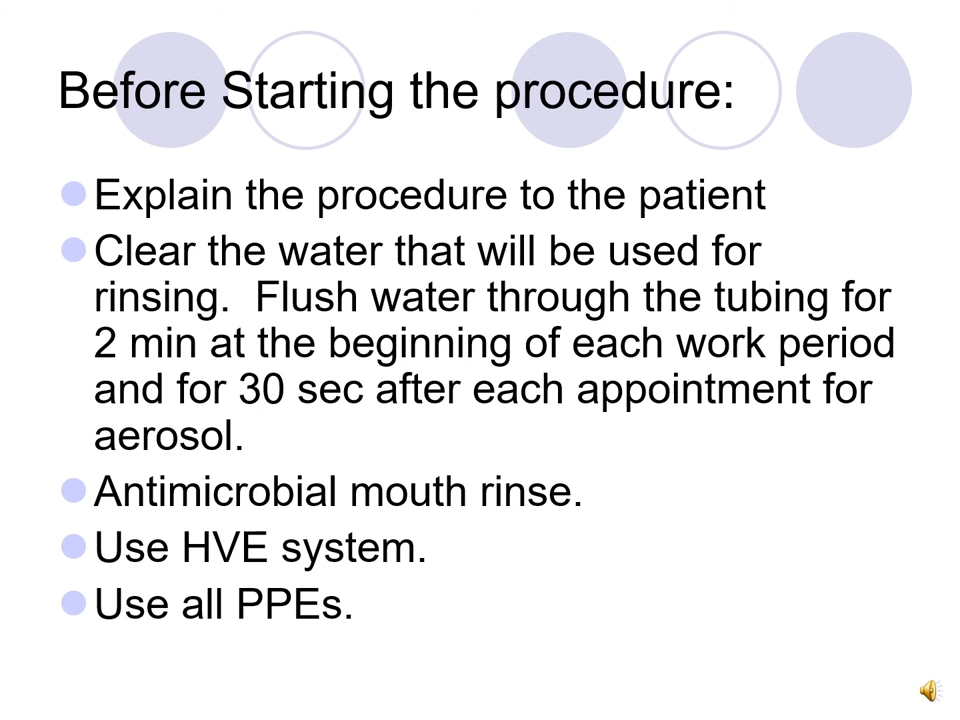 Before Starting the procedure:
Explain the procedure to the patient
Clear the water that will be used for
rinsing.  Flush water through the tubing for
2 min at the beginning of each work period
and for 30 sec after each appointment for
aerosol.
Antimicrobial mouth rinse.
Use HVE system.
Use all PPEs.